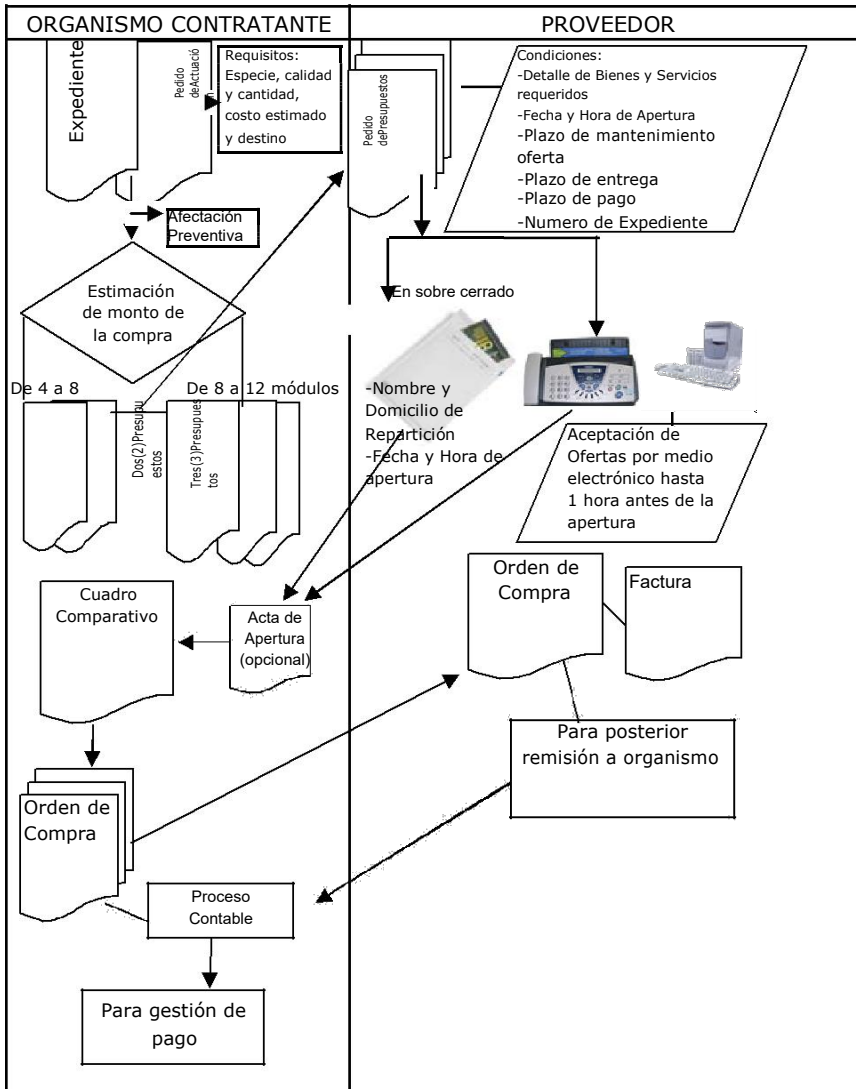 ORGANISMO CONTRATANTE
PROVEEDOR
Expediente
Pedido
deActuació
n
Requisitos:
Especie, calidad
y cantidad,
costo estimado
y destino
Pedido
dePresupuestos
Condiciones:
-Detalle de Bienes y Servicios
requeridos
-Fecha y Hora de Apertura
-Plazo de mantenimiento
oferta
-Plazo de entrega
-Plazo de pago
-Numero de Expediente
Afectación
Preventiva
Estimación
de monto de
la compra
En sobre cerrado
De 4 a 8
De 8 a 12 módulos
Dos(2)Presupu
estos
Tres(3)Presupues
tos
-Nombre y
Domicilio de
Repartición
-Fecha y Hora de
apertura
Aceptación de
Ofertas por medio
electrónico hasta
1 hora antes de la
apertura
Cuadro
Comparativo
Acta de
Apertura
(opcional)
Orden de
Compra
Factura
Para posterior
remisión a organismo
Orden de
Compra
Proceso
Contable
Para gestión de
pago